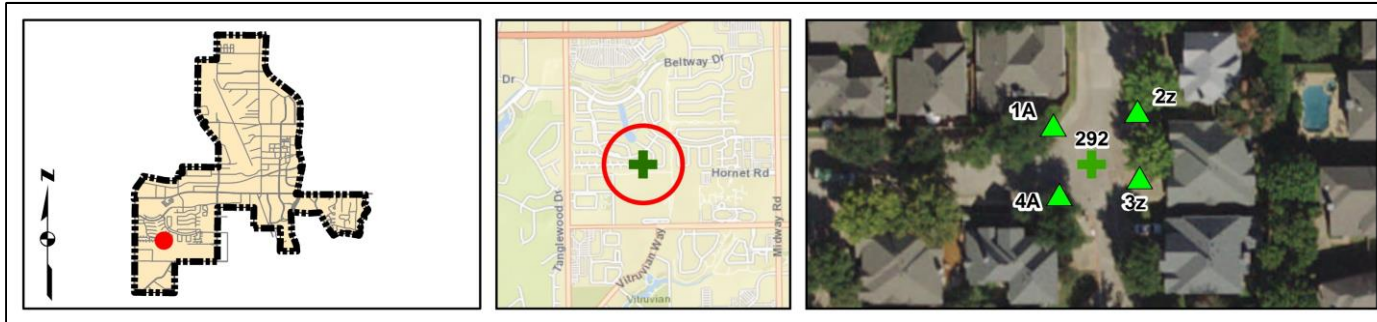 N
Beltway Dr
Dr
Hornet Rd
Tanglewood Dr
Vitruvian Way
Midway Rd
Vitruvian
1A
2z
292
4A
3z